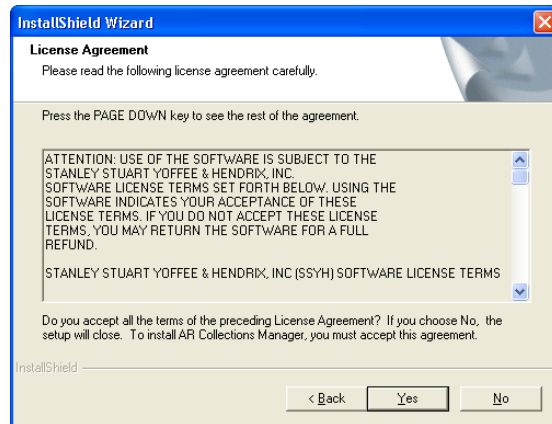 InstallShield Wizard
License Agreement
Please read the following license agreement carefully.
Press the PAGE DOWN key to see the rest of the agreement.
ATTENTION: USE OF THE SOFTWARE IS SUBJECT TO THE
STANLEY STUART YOFFEE & HENDRIX, INC.
SOFTWARE LICENSE TERMS SET FORTH BELOW. USING THE
SOFTWARE INDICATES YOUR ACCEPTANCE OF THESE
LICENSE TERMS. IF YOU DO NOT ACCEPT THESE LICENSE
TERMS, YOU MAY RETURN THE SOFTWARE FOR A FULL
REFUND.
STANLEY STUART YOFFEE & HENDRIX, INC (SSYH) SOFTWARE LICENSE TERMS
Do you accept all the terms of the preceding License Agreement? If you choose No, the
setup will close. To install AR Collections Manager, you must accept this agreement.
InstallShield
< Back
Yes
No